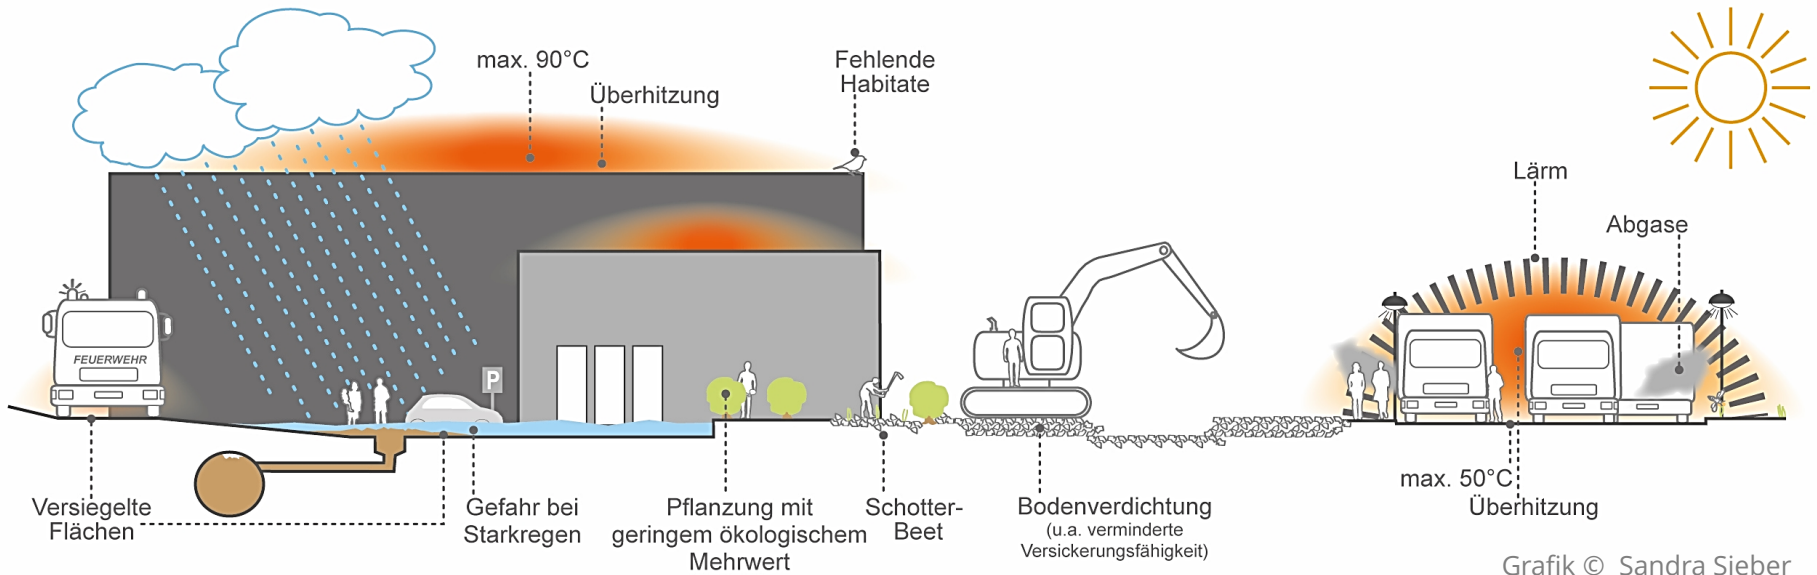 max. 90°C
Überhitzung
Fehlende
Habitate
Lärm
Abgase
FEUERWEHR
P
Versiegelte
Flächen
Gefahr bei
Starkregen
Pflanzung mit
geringem ökologischem
Mehrwert
Schotter-
Beet
Bodenverdichtung
(u.a. verminderte
Versickerungsfähigkeit)
max. 50°C
Überhitzung
Grafik © Sandra Sieber